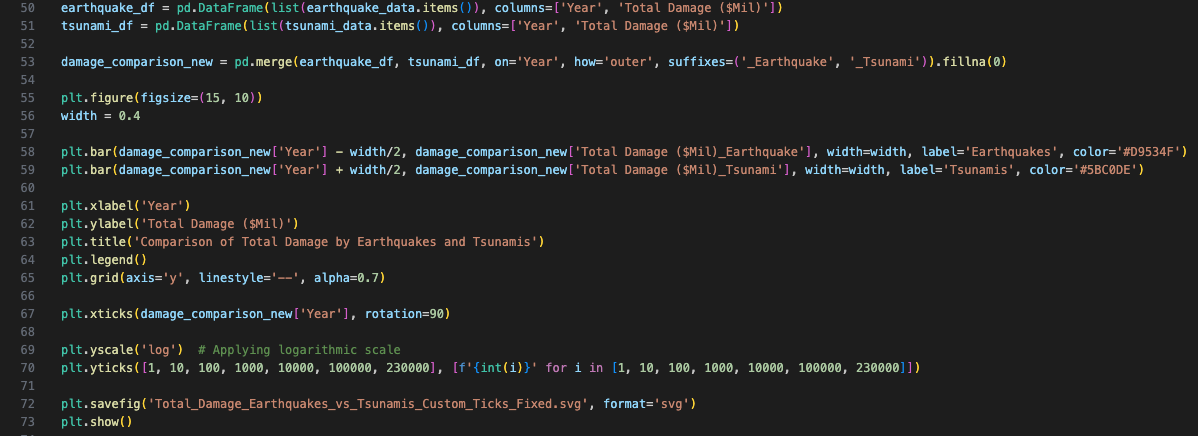 50 earthquake_df = pd.DataFrame(list(earthquake_data.items()), columns=['Year', 'Total Damage ($Mil)'])
51 tsunami_df = pd.DataFrame(list(tsunami_data.items()), columns=['Year', 'Total Damage ($Mil)'])
52
53 damage_comparison_new = pd.merge(earthquake_df, tsunami_df, on='Year', how='outer', suffixes=('_Earthquake', '_Tsunami')).fillna(0)
54
55 plt.figure(figsize=(15, 10))
56 width = 0.4
57
58 plt.bar(damage_comparison_new['Year'] - width/2, damage_comparison_new['Total Damage ($Mil)_Earthquake'], width=width, label='Earthquakes', color='#D9534F')
59 plt.bar(damage_comparison_new['Year'] + width/2, damage_comparison_new['Total Damage ($Mil)_Tsunami'], width=width, label='Tsunamis', color='#5BC0DE')
60
61 plt.xlabel('Year')
62 plt.ylabel('Total Damage ($Mil)')
63 plt.title('Comparison of Total Damage by Earthquakes and Tsunamis')
64 plt.legend()
65 plt.grid(axis='y', linestyle='--', alpha=0.7)
66
67 plt.xticks(damage_comparison_new['Year'], rotation=90)
68
69 plt.yscale('log')  # Applying logarithmic scale
70 plt.yticks([1, 10, 100, 1000, 10000, 100000, 230000], [f'{int(i)}' for i in [1, 10, 100, 1000, 10000, 100000, 230000]])
71
72 plt.savefig('Total_Damage_Earthquakes_vs_Tsunamis_Custom_Ticks_Fixed.svg', format='svg')
73 plt.show()